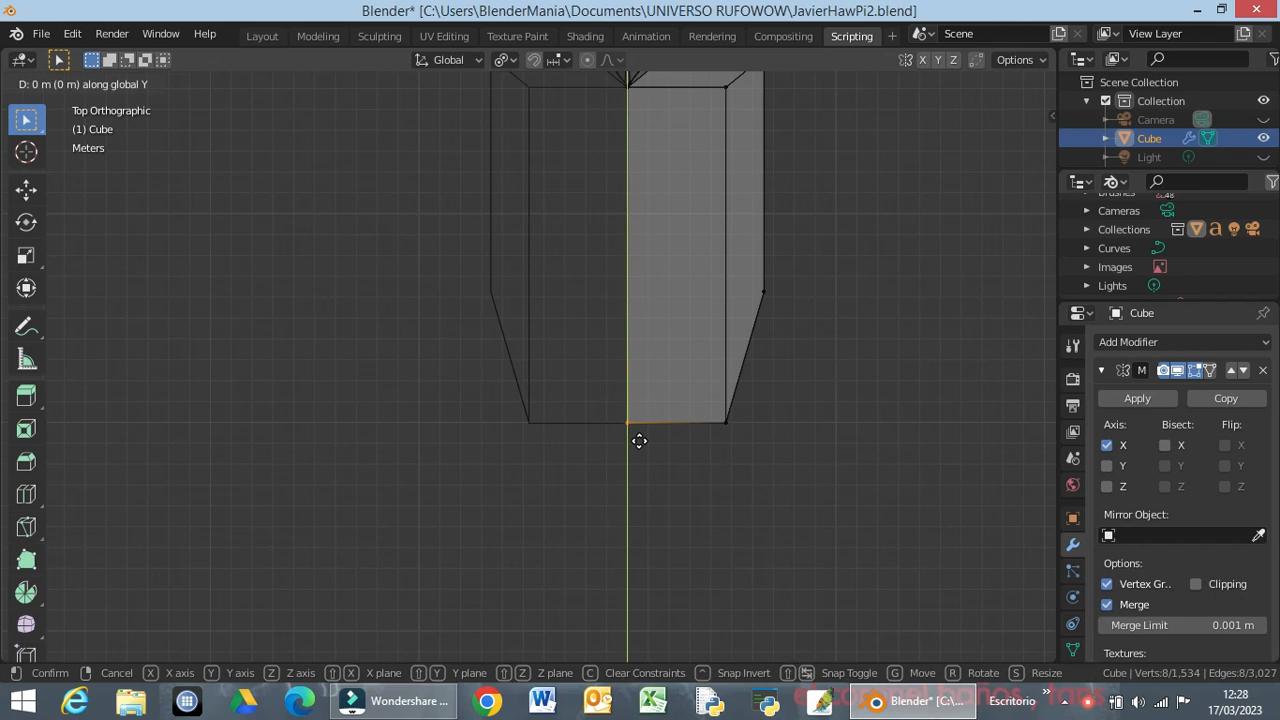 Blender* [C:\Users\BlenderMania\Documents\UNIVERSO RUFOWOW\JavierHawPi2.blend]
File Edit Render Window Help Layout Modeling Sculpting UV Editing Texture Paint Shading Animation Rendering Compositing Scripting Scene View Layer
Global X Y Z Options
D: 0 m (0 m) along global Y
Top Orthographic
(1) Cube
Meters
Scene Collection
Collection
Camera
Cube
Light
Cameras
Collections
Curves
Images
Lights
Cube
Add Modifier
M
Apply Copy
Axis: Bisect: Flip:
X X X
Y Y Y
Z Z Z
Mirror Object:
Options:
Vertex Gr.. Clipping
Merge
Merge Limit 0.001 m
Textures:
Confirm Cancel X X axis Y Y axis Z Z axis X X plane Y Y plane Z Z plane C Clear Constraints Snap Invert Snap Toggle G Move R Rotate S Resize Cube | Verts:8/1,534 | Edges:8/3,027
Wondershare ... Blender* [C:\... Escritorio 12:28
17/03/2023